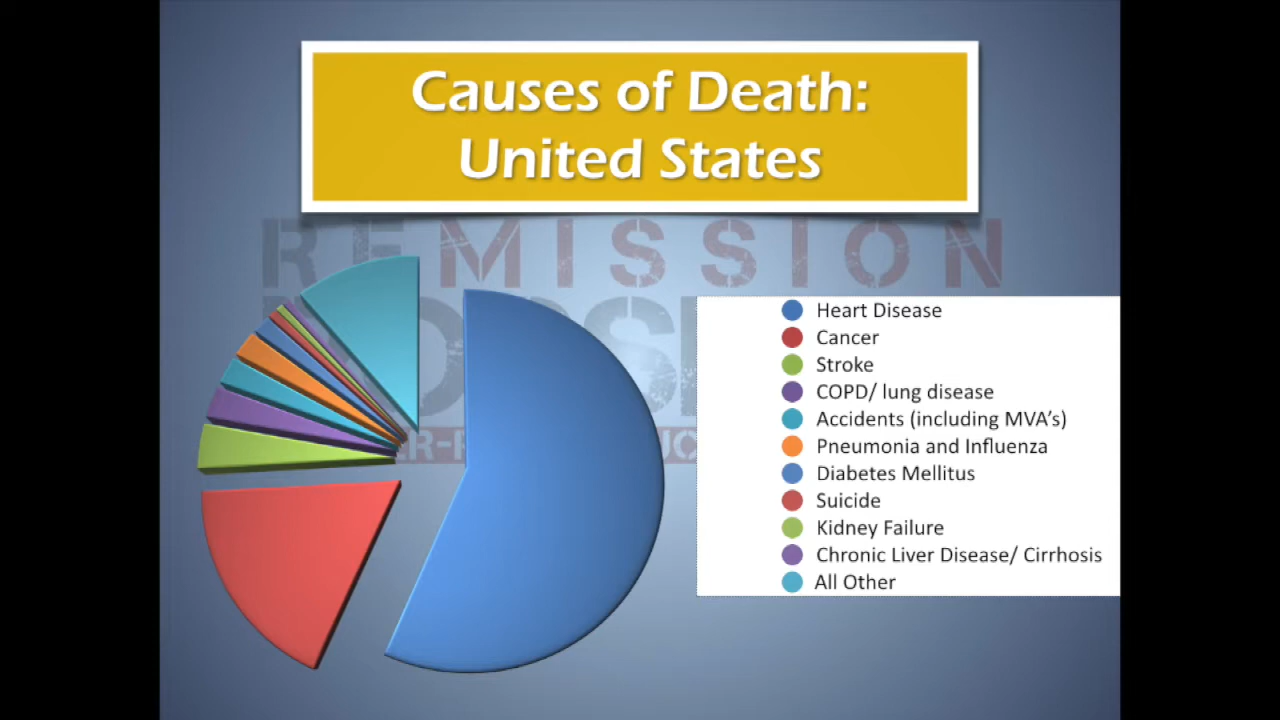 Causes of Death:
United States
REMISSION
Heart Disease
Cancer
Stroke
COPD/ lung disease
Accidents (including MVA's)
Pneumonia and Influenza
Diabetes Mellitus
Suicide
Kidney Failure
Chronic Liver Disease/ Cirrhosis
All Other